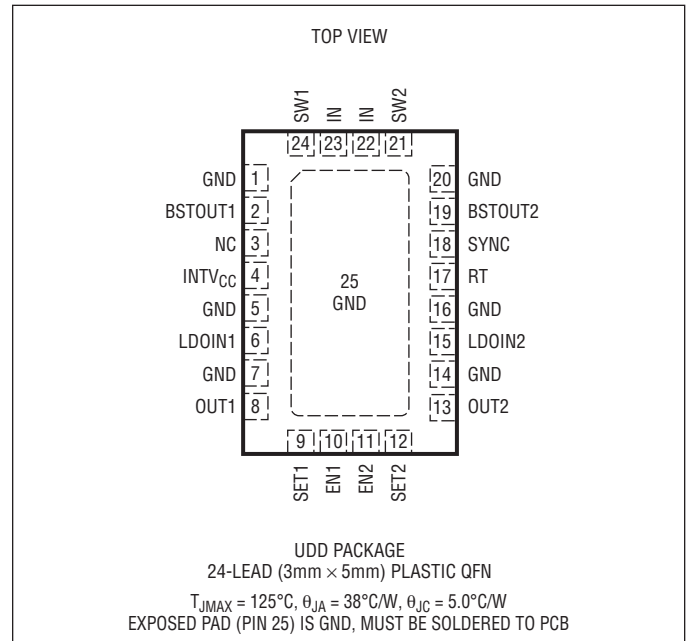 TOP VIEW
SW1
IN
IN
SW2
24 23 22 21
GND 1
BSTOUT1 2
NC 3
INTVCC 4
GND 5
LDOIN1 6
GND 7
OUT1 8
20 GND
19 BSTOUT2
18 SYNC
17 RT
16 GND
15 LDOIN2
14 GND
13 OUT2
25
GND
9 10 11 12
SET1
EN1
EN2
SET2
UDD PACKAGE
24-LEAD (3mm × 5mm) PLASTIC QFN
TJMAX = 125°C, θJA = 38°C/W, θJC = 5.0°C/W
EXPOSED PAD (PIN 25) IS GND, MUST BE SOLDERED TO PCB